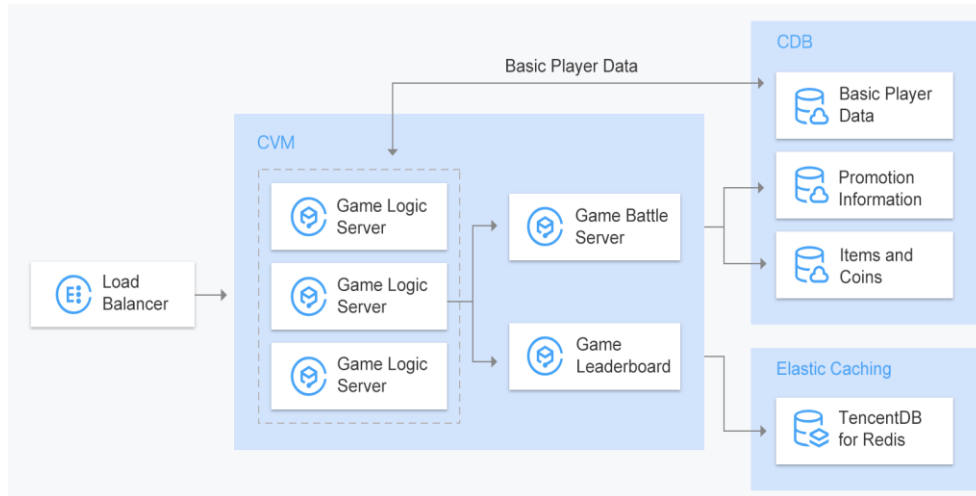 Basic Player Data
CDB
Basic Player
Data
Promotion
Information
Items and
Coins
CVM
Game Logic
Server
Game Logic
Server
Game Logic
Server
Game Battle
Server
Game
Leaderboard
Load
Balancer
Elastic Caching
TencentDB
for Redis